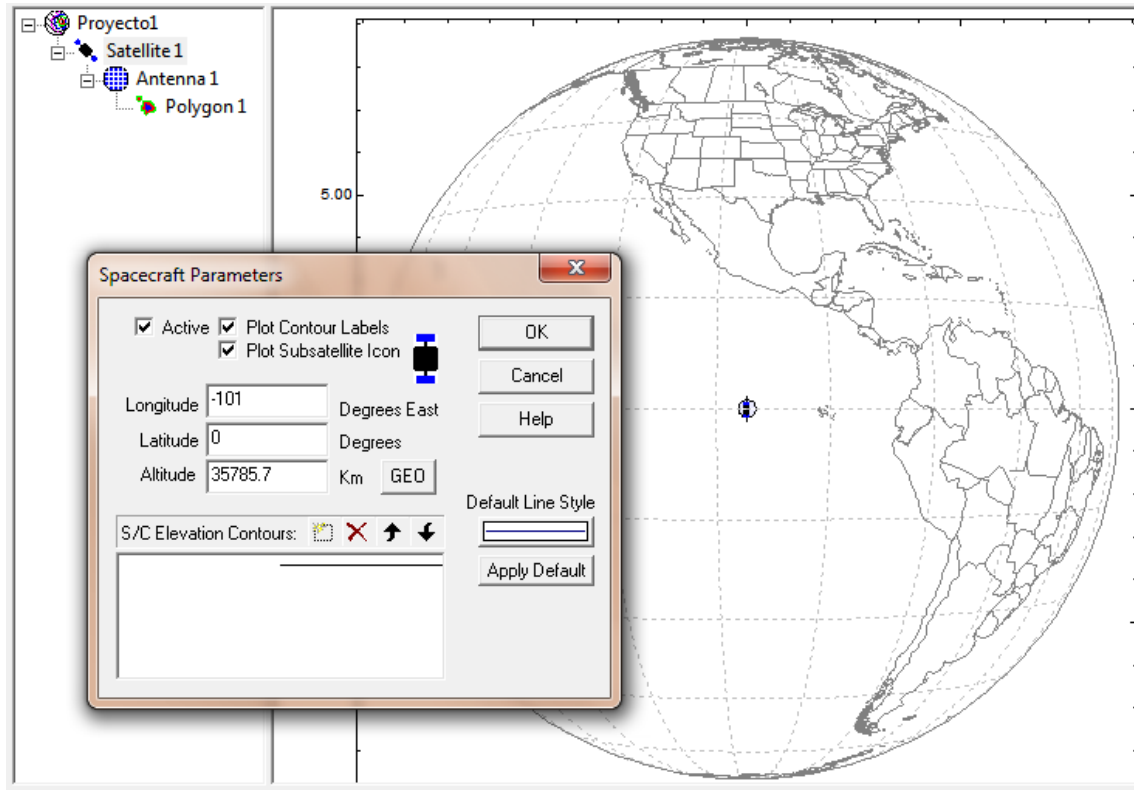 Proyecto1
Satellite 1
Antenna 1
Polygon 1
5.00
Spacecraft Parameters
Active
Plot Contour Labels
Plot Subsatellite Icon
OK
Cancel
Help
Longitude -101 Degrees East
Latitude 0 Degrees
Altitude 35785.7 Km GEO
Default Line Style
S/C Elevation Contours:
Apply Default